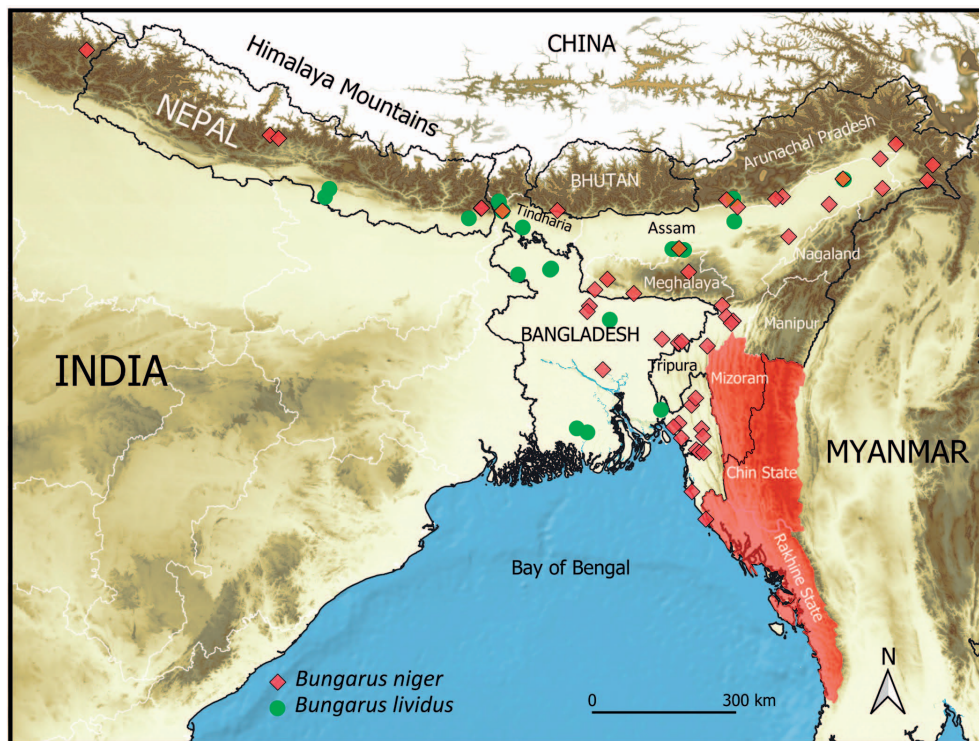 CHINA
Himalaya Mountains
NEPAL
Arunachal Pradesh
BHUTAN
Tindharia
Assam
Nagaland
Meghalaya
Manipur
BANGLADESH
INDIA
Tripura
Mizoram
MYANMAR
Chin State
Rakhine State
Bay of Bengal
N
Bungarus niger
Bungarus lividus
0 300 km